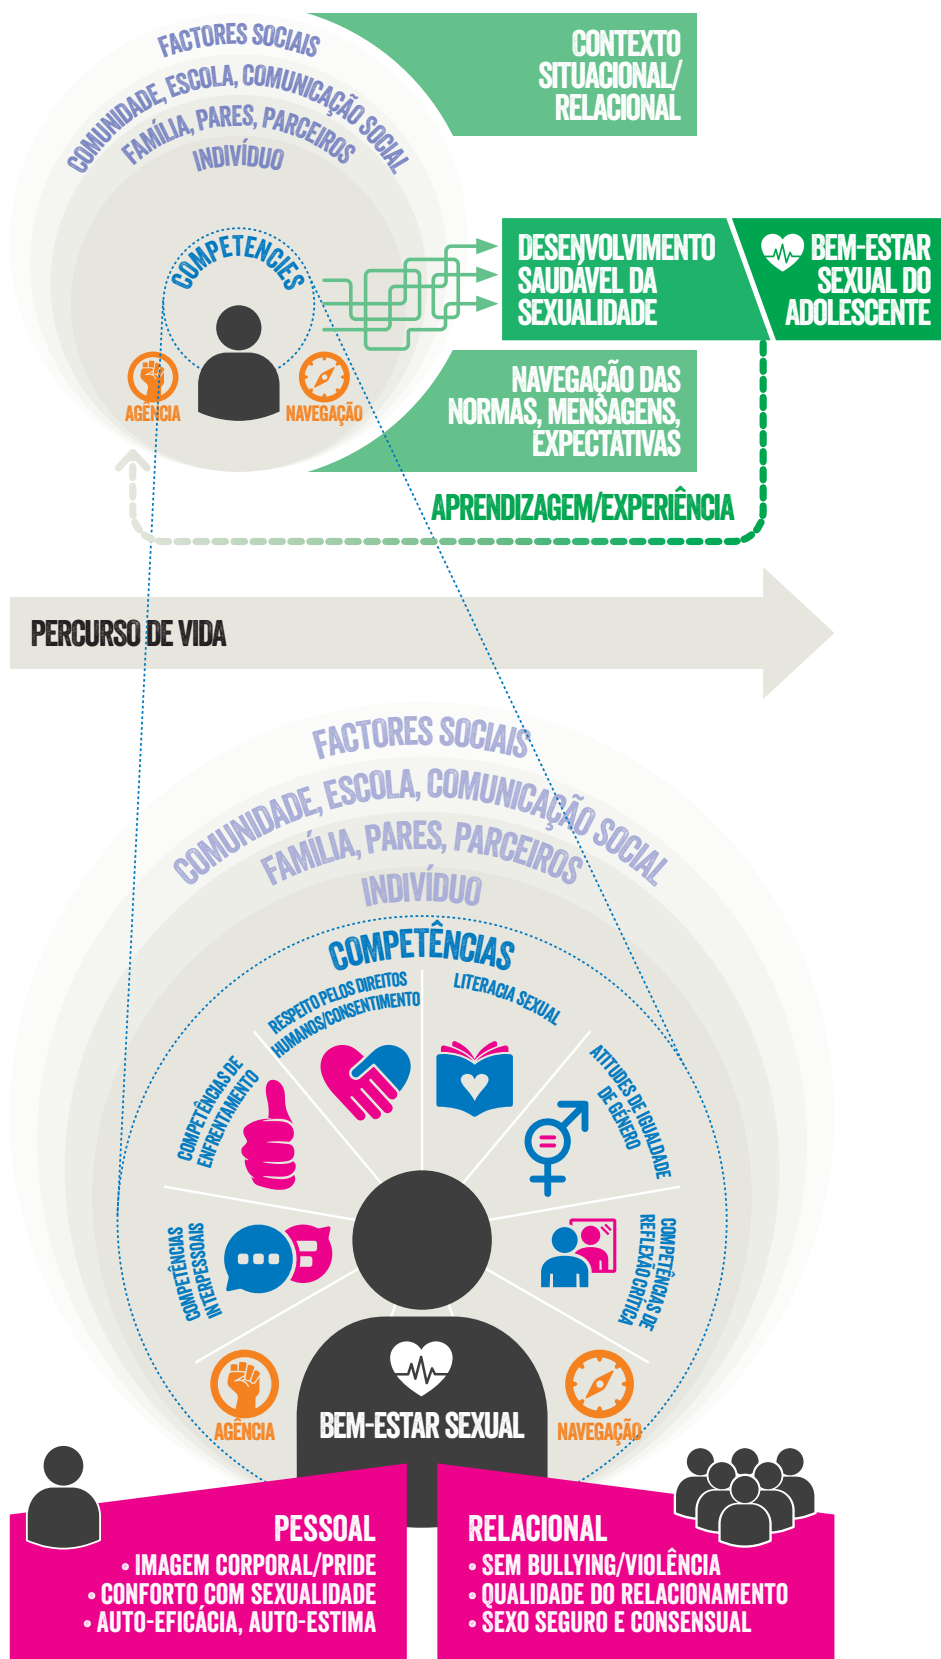 FACTORES SOCIAIS
COMUNIDADE, ESCOLA, COMUNICAÇÃO SOCIAL
FAMÍLIA, PARES, PARCEIROS
INDIVÍDUO
COMPETENCIES
AGÊNCIA
NAVEGAÇÃO
CONTEXTO
SITUACIONAL/
RELACIONAL
DESENVOLVIMENTO
SAUDÁVEL DA
SEXUALIDADE
BEM-ESTAR
SEXUAL DO
ADOLESCENTE
NAVEGAÇÃO DAS
NORMAS, MENSAGENS,
EXPECTATIVAS
APRENDIZAGEM/EXPERIÊNCIA
PERCURSO DE VIDA
FACTORES SOCIAIS
COMUNIDADE, ESCOLA, COMUNICAÇÃO SOCIAL
FAMÍLIA, PARES, PARCEIROS
INDIVÍDUO
COMPETÊNCIAS
RESPEITO PELOS DIREITOS
HUMANOS/CONSENTIMENTO
LITERACIA SEXUAL
COMPETÊNCIAS DE
ENFRENTAMENTO
ATITUDES DE IGUALDADE
DE GÉNERO
COMPETÊNCIAS
INTERPESSOAIS
COMPETÊNCIAS DE
REFLEXÃO CRÍTICA
AGÊNCIA
BEM-ESTAR SEXUAL
NAVEGAÇÃO
PESSOAL
• IMAGEM CORPORAL/PRIDE
• CONFORTO COM SEXUALIDADE
• AUTO-EFICÁCIA, AUTO-ESTIMA
RELACIONAL
• SEM BULLYING/VIOLÊNCIA
• QUALIDADE DO RELACIONAMENTO
• SEXO SEGURO E CONSENSUAL